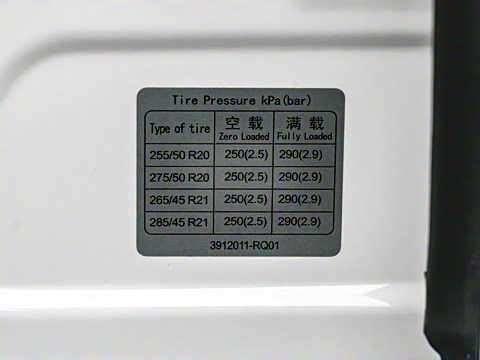 Tire Pressure kPa(bar)
Type of tire 空载 满载
Zero Loaded Fully Loaded
255/50 R20 250(2.5) 290(2.9)
275/50 R20 250(2.5) 290(2.9)
265/45 R21 250(2.5) 290(2.9)
285/45 R21 250(2.5) 290(2.9)
3912011-RQ01